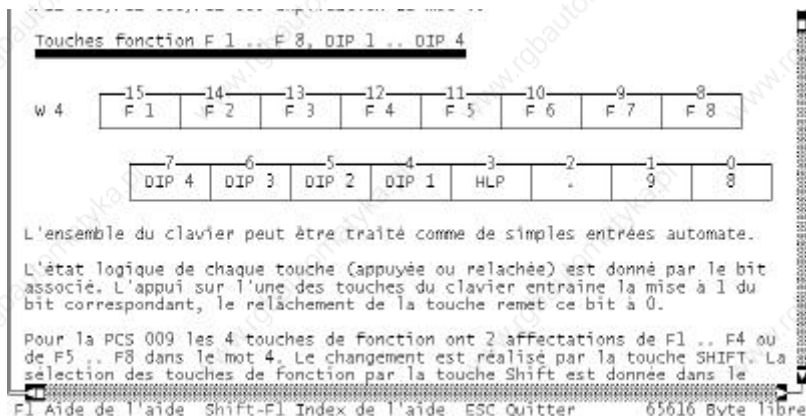 Touches fonction F 1 .. F 8, DIP 1 .. DIP 4
15 14 13 12 11 10 9 8
W 4 F 1 F 2 F 3 F 4 F 5 F 6 F 7 F 8
7 6 5 4 3 2 1 0
DIP 4 DIP 3 DIP 2 DIP 1 HLP . 9 8
L'ensemble du clavier peut être traité comme de simples entrées automate.
L'état logique de chaque touche (appuyée ou relachée) est donné par le bit
associé. L'appui sur l'une des touches du clavier entraine la mise à 1 du
bit correspondant, le relâchement de la touche remet ce bit à 0.
Pour la PCS 009 les 4 touches de fonction ont 2 affectations de F1 .. F4 ou
de F5 .. F8 dans le mot 4. Le changement est réalisé par la touche SHIFT. La
sélection des touches de fonction par la touche Shift est donnée dans le
F1 Aide de l'aide Shift-F1 Index de l'aide ESC Quitter 65616 Byte libre